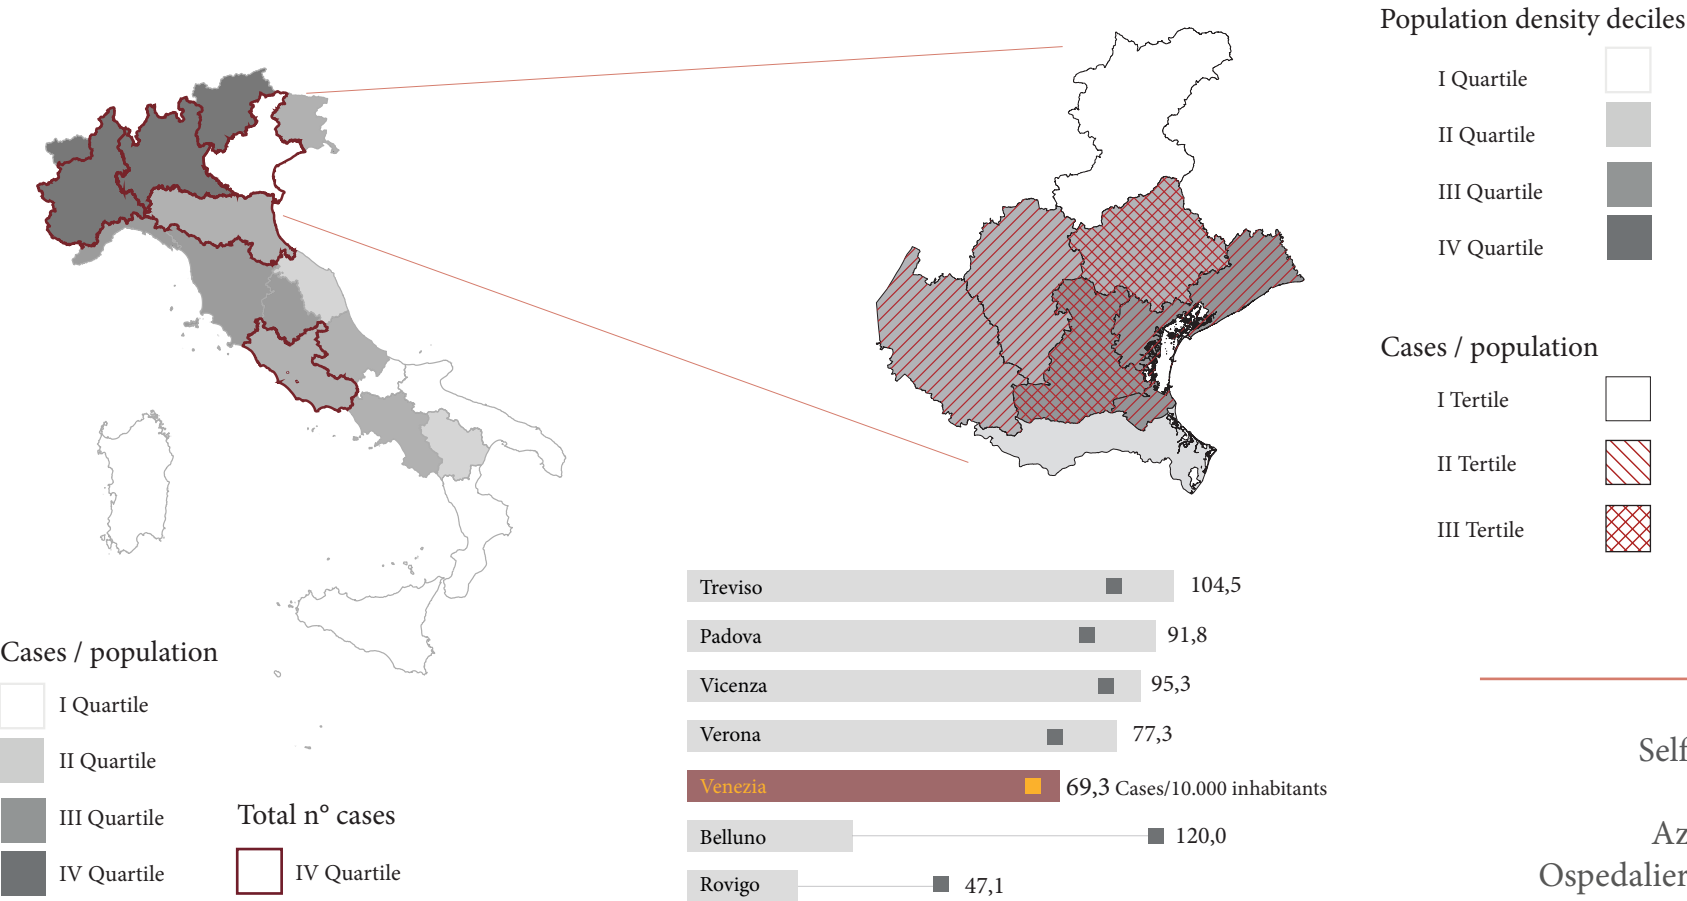 Population density deciles
I Quartile
II Quartile
III Quartile
IV Quartile
Cases / population
I Tertile
II Tertile
III Tertile
Treviso 104,5
Padova 91,8
Vicenza 95,3
Verona 77,3
Venezia 69,3 Cases/10.000 inhabitants
Belluno 120,0
Rovigo 47,1
Cases / population
I Quartile
II Quartile
III Quartile
IV Quartile
Total n° cases
IV Quartile
Self
Az
Ospedalier